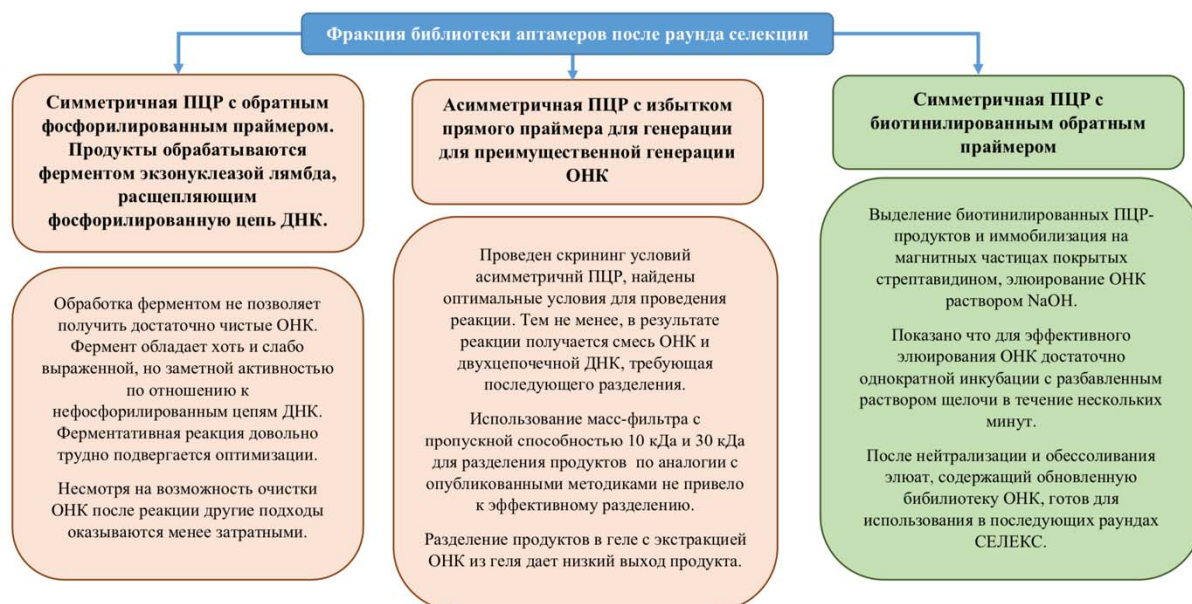 Фракция библиотеки аптамеров после раунда селекции
Симметричная ПЦР с обратным
фосфорилированным праймером.
Продукты обрабатываются
ферментом экзонуклеазой лямбда,
расщепляющим
фосфорилированную цепь ДНК.
Обработка ферментом не позволяет
получить достаточно чистые ОНК.
Фермент обладает хоть и слабо
выраженной, но заметной активностью
по отношению к
нефосфорилированным цепям ДНК.
Ферментативная реакция довольно
трудно подвергается оптимизации.
Несмотря на возможность очистки
ОНК после реакции другие подходы
оказываются менее затратными.
Асимметричная ПЦР с избытком
прямого праймера для генерации
для преимущественной генерации
ОНК
Проведен скрининг условий
асимметричнй ПЦР, найдены
оптимальные условия для проведения
реакции. Тем не менее, в результате
реакции получается смесь ОНК и
двухцепочечной ДНК, требующая
последующего разделения.
Использование масс-фильтра с
пропускной способностью 10 кДа и 30 кДа
для разделения продуктов по аналогии с
опубликованными методиками не привело
к эффективному разделению.
Разделение продуктов в геле с экстракцией
ОНК из геля дает низкий выход продукта.
Симметричная ПЦР с
биотинилированным обратным
праймером
Выделение биотинилированных ПЦР-
продуктов и иммобилизация на
магнитных частицах покрытых
стрептавидином, элюирование ОНК
раствором NaOH.
Показано что для эффективного
элюирования ОНК достаточно
однократной инкубации с разбавленным
раствором щелочи в течение нескольких
минут.
После нейтрализации и обессоливания
элюат, содержащий обновленную
бибилиотеку ОНК, готов для
использования в последующих раундах
СЕЛЕКС.